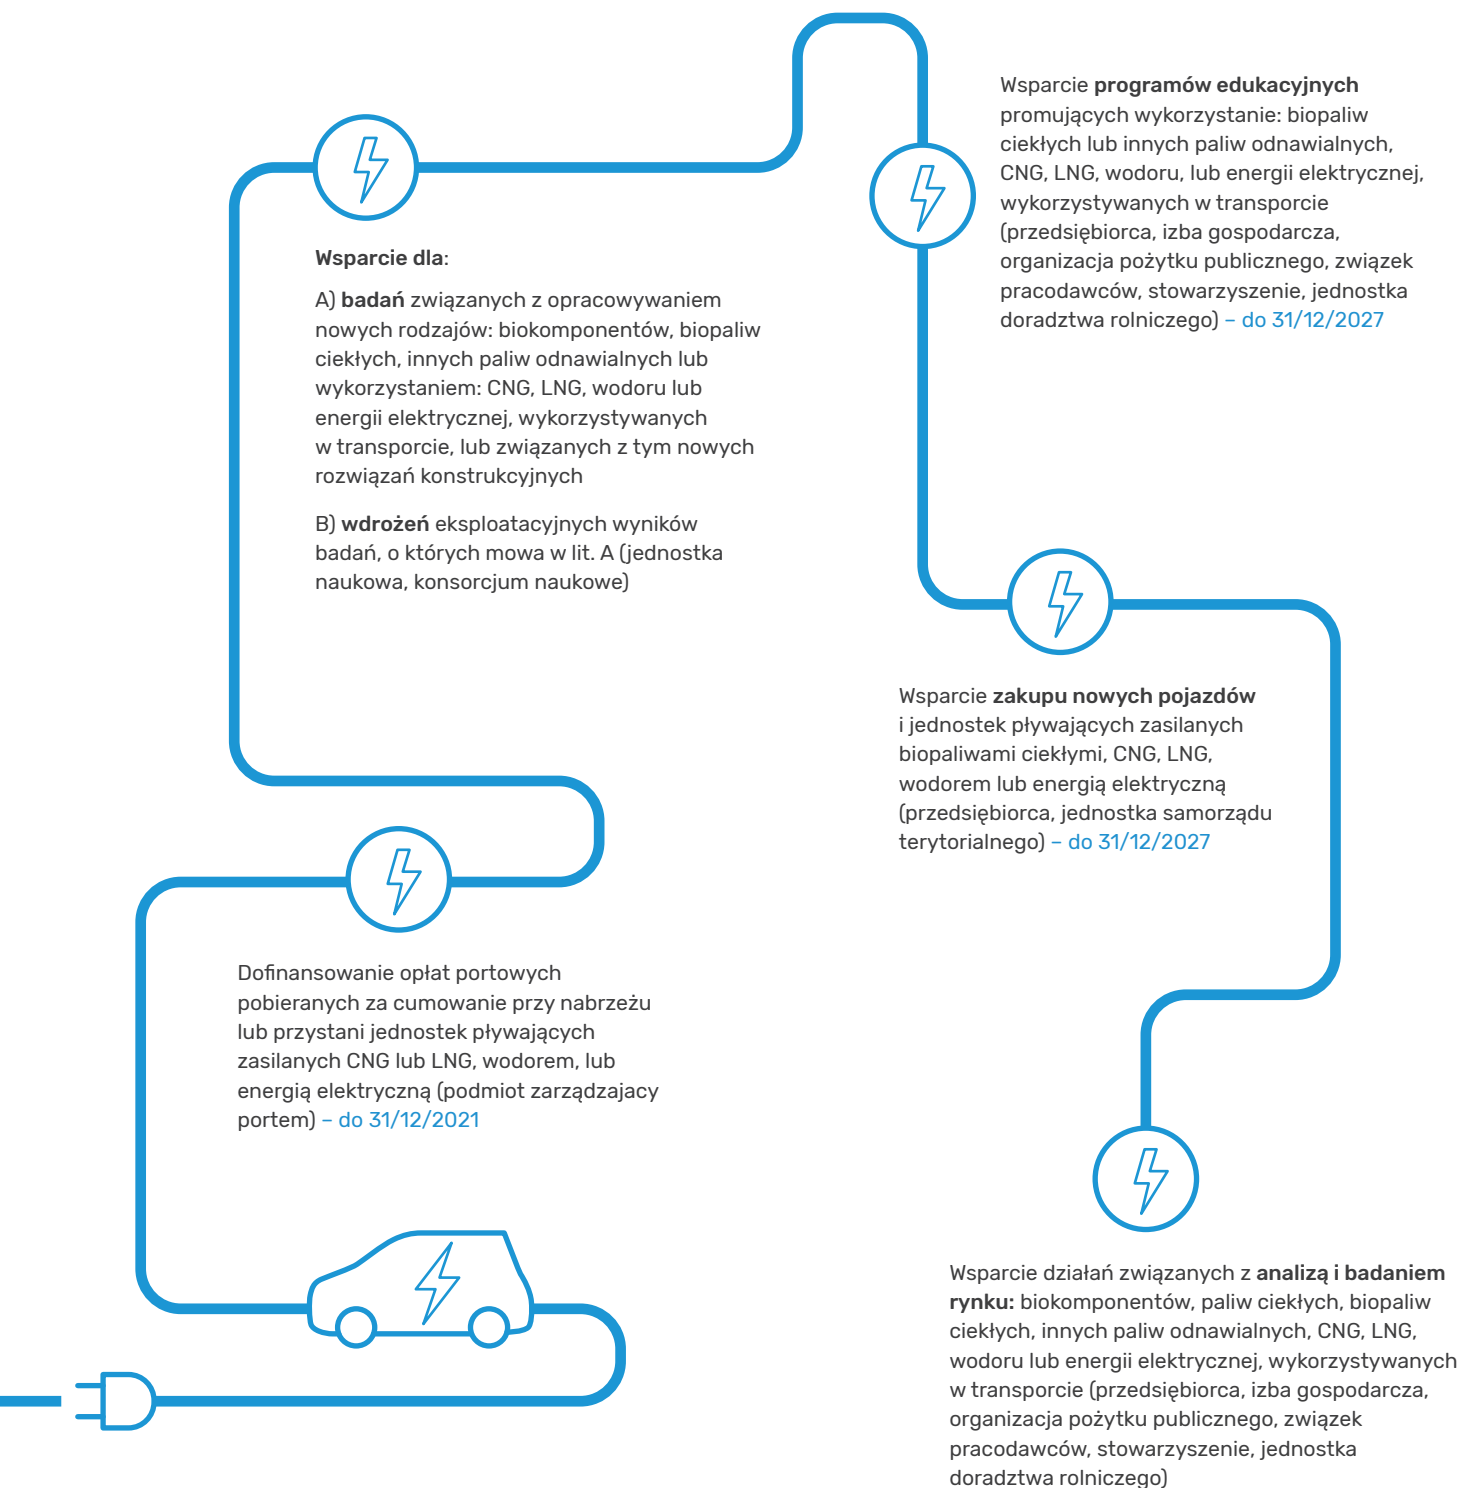 Wsparcie dla:
A) badań związanych z opracowywaniem
nowych rodzajów: biokomponentów, biopaliw
ciekłych, innych paliw odnawialnych lub
wykorzystaniem: CNG, LNG, wodoru lub
energii elektrycznej, wykorzystywanych
w transporcie, lub związanych z tym nowych
rozwiązań konstrukcyjnych
B) wdrożeń eksploatacyjnych wyników
badań, o których mowa w lit. A (jednostka
naukowa, konsorcjum naukowe)
Dofinansowanie opłat portowych
pobieranych za cumowanie przy nabrzeżu
lub przystani jednostek pływających
zasilanych CNG lub LNG, wodorem, lub
energią elektryczną (podmiot zarządzajacy
portem) – do 31/12/2021
Wsparcie programów edukacyjnych
promujących wykorzystanie: biopaliw
ciekłych lub innych paliw odnawialnych,
CNG, LNG, wodoru, lub energii elektrycznej,
wykorzystywanych w transporcie
(przedsiębiorca, izba gospodarcza,
organizacja pożytku publicznego, związek
pracodawców, stowarzyszenie, jednostka
doradztwa rolniczego) – do 31/12/2027
Wsparcie zakupu nowych pojazdów
i jednostek pływających zasilanych
biopaliwami ciekłymi, CNG, LNG,
wodorem lub energią elektryczną
(przedsiębiorca, jednostka samorządu
terytorialnego) – do 31/12/2027
Wsparcie działań związanych z analizą i badaniem
rynku: biokomponentów, paliw ciekłych, biopaliw
ciekłych, innych paliw odnawialnych, CNG, LNG,
wodoru lub energii elektrycznej, wykorzystywanych
w transporcie (przedsiębiorca, izba gospodarcza,
organizacja pożytku publicznego, związek
pracodawców, stowarzyszenie, jednostka
doradztwa rolniczego)